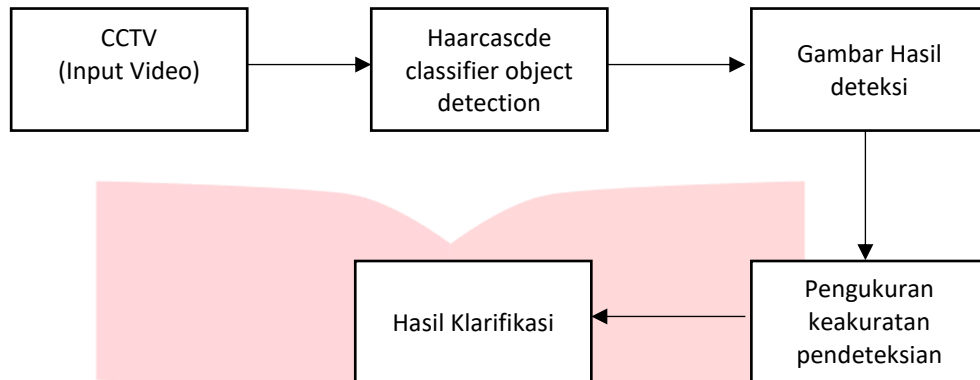 CCTV
(Input Video)
Haarcascde
classifier object
detection
Gambar Hasil
deteksi
Pengukuran
keakuratan
pendeteksian
Hasil Klarifikasi